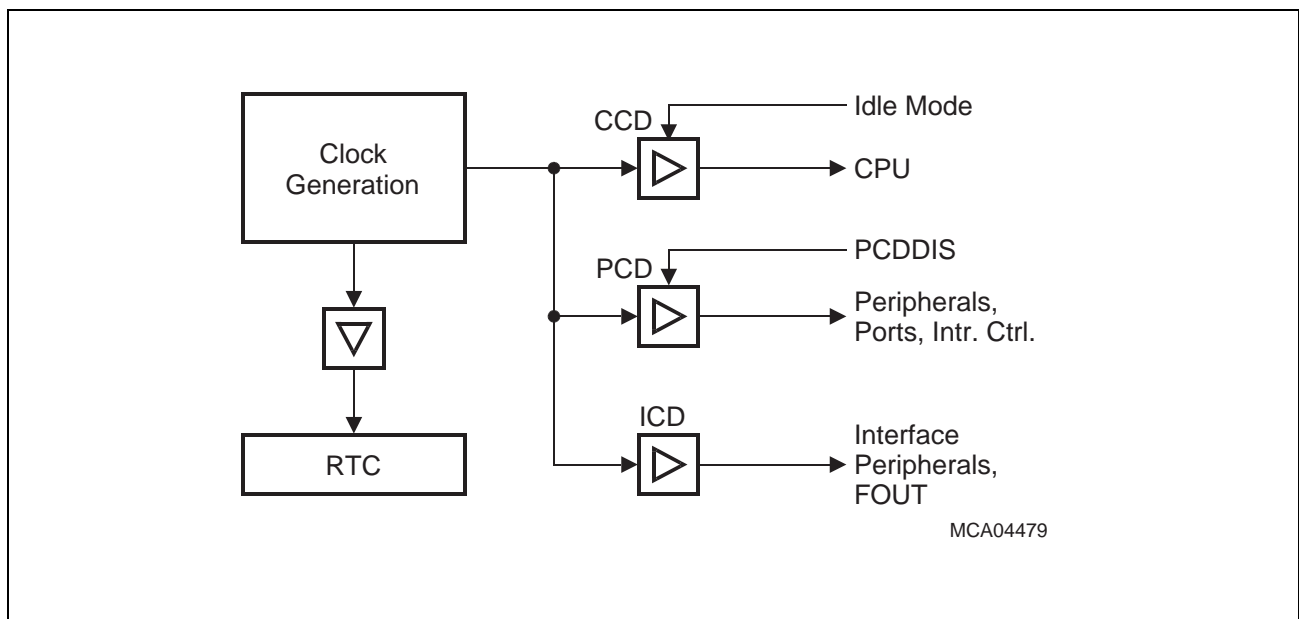 Clock
Generation
RTC
CCD
Idle Mode
CPU
PCD
PCDDIS
Peripherals,
Ports, Intr. Ctrl.
ICD
Interface
Peripherals,
FOUT
MCA04479